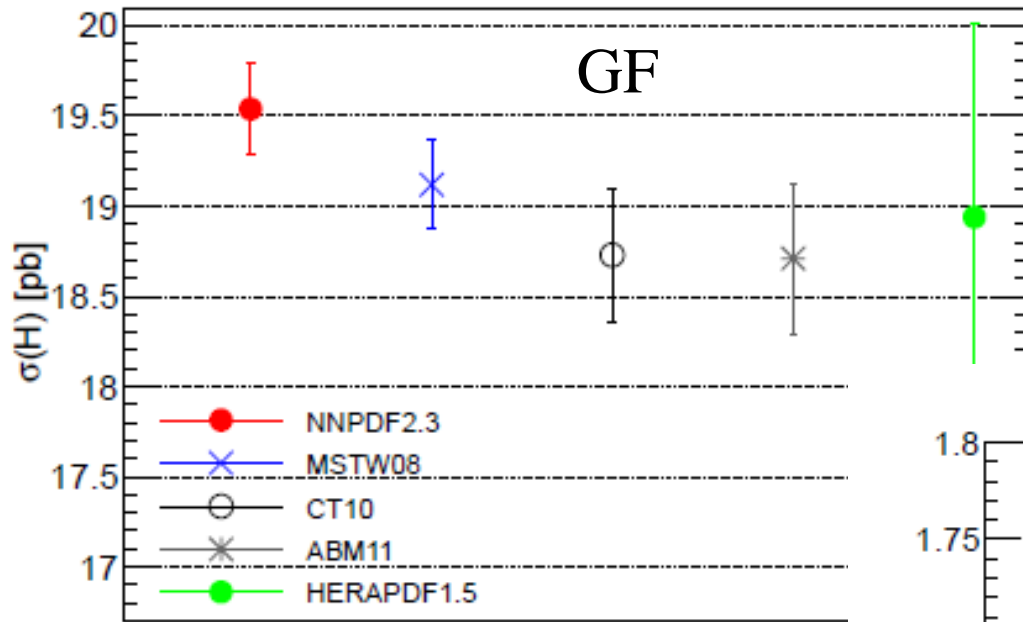 20
GF
19.5
19
σ(H) [pb]
18.5
18
NNPDF2.3
1.8
MSTW08
17.5
CT10
1.75
ABM11
17
HERAPDF1.5